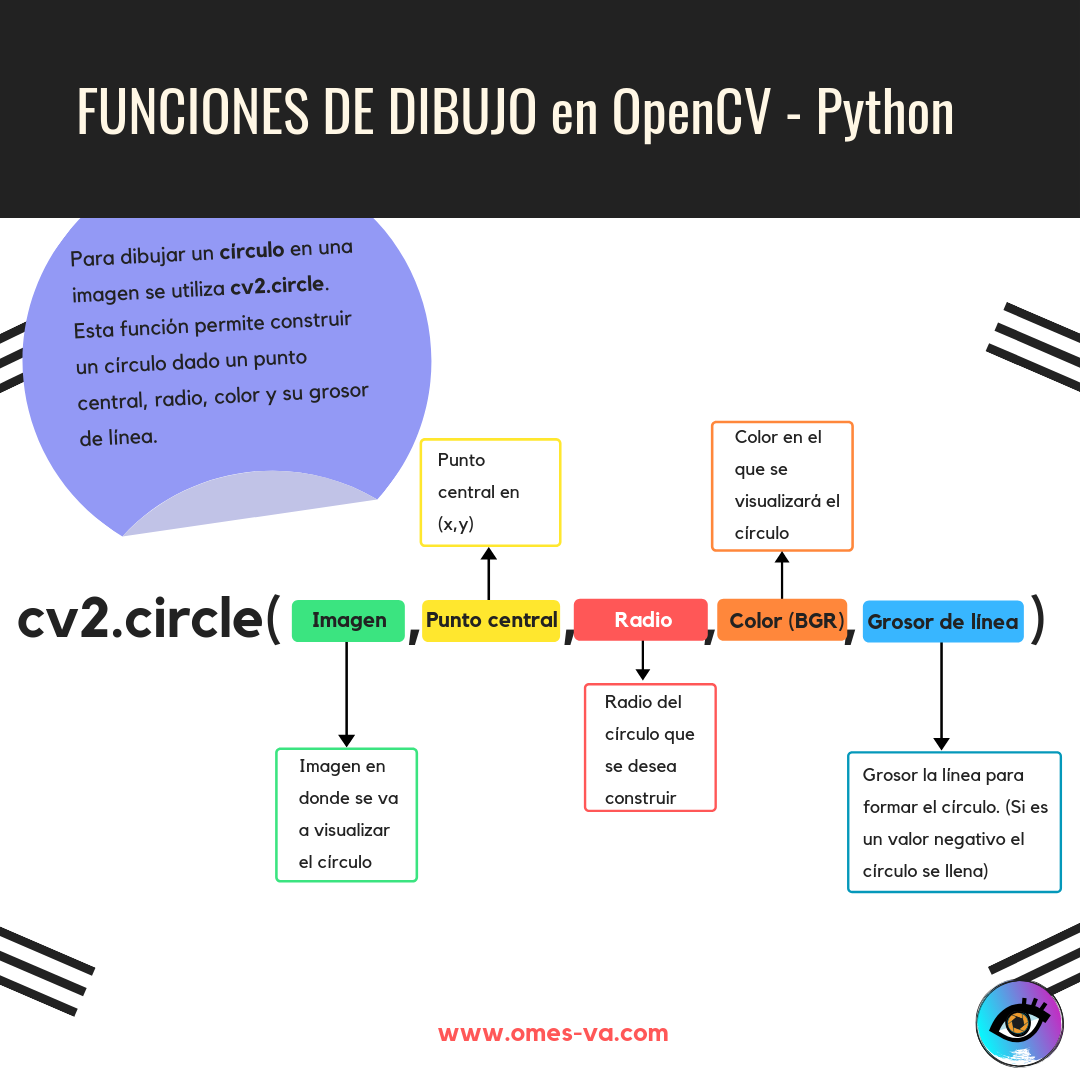 FUNCIONES DE DIBUJO en OpenCV - Python
Para dibujar un círculo en una
imagen se utiliza cv2.circle.
Esta función permite construir
un círculo dado un punto
central, radio, color y su grosor
de línea.
Punto
central en
(x,y)
Color en el
que se
visualizará el
círculo
cv2.circle( Imagen , Punto central , Radio , Color (BGR) , Grosor de línea )
Radio del
círculo que
se desea
construir
Imagen en
donde se va
a visualizar
el círculo
Grosor la línea para
formar el círculo. (Si es
un valor negativo el
círculo se llena)
www.omes-va.com